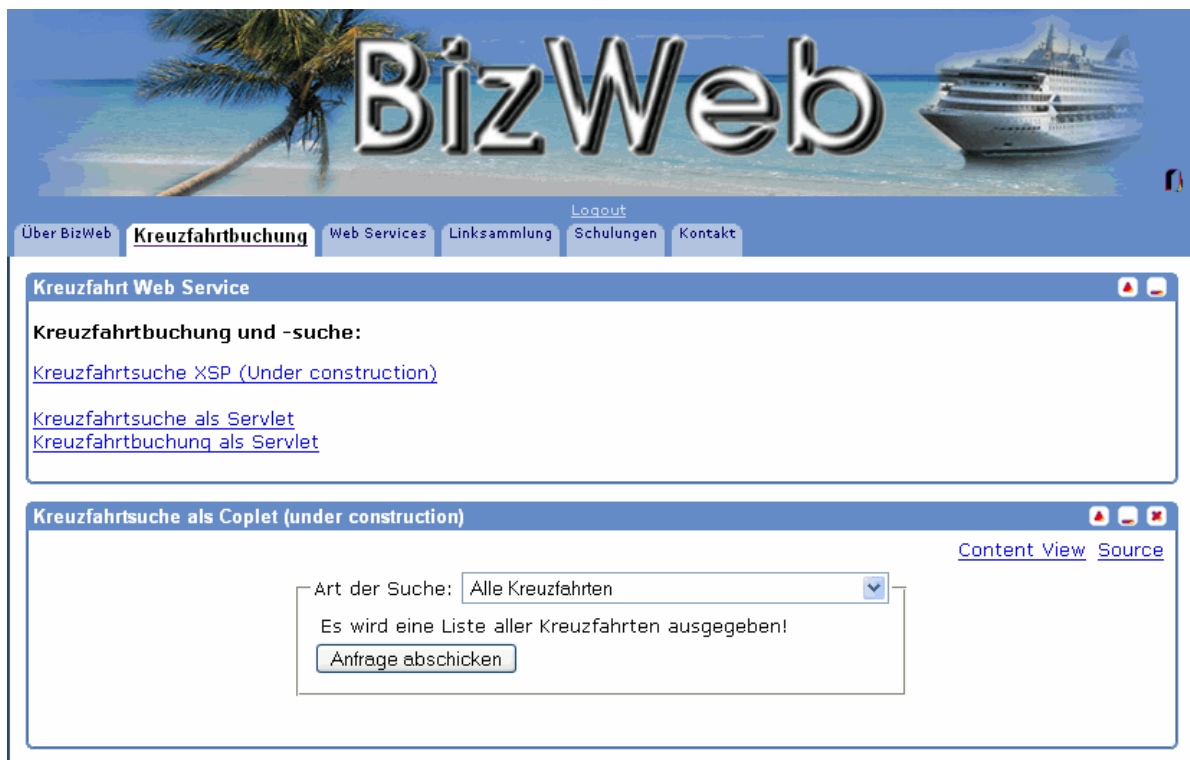 BizWeb
Logout
Über BizWeb Kreuzfahrtbuchung Web Services Linksammlung Schulungen Kontakt
Kreuzfahrt Web Service
Kreuzfahrtbuchung und -suche:
Kreuzfahrtsuche XSP (Under construction)
Kreuzfahrtsuche als Servlet
Kreuzfahrtbuchung als Servlet
Kreuzfahrtsuche als Coplet (under construction)
Content View Source
Art der Suche: Alle Kreuzfahrten
Es wird eine Liste aller Kreuzfahrten ausgegeben!
Anfrage abschicken